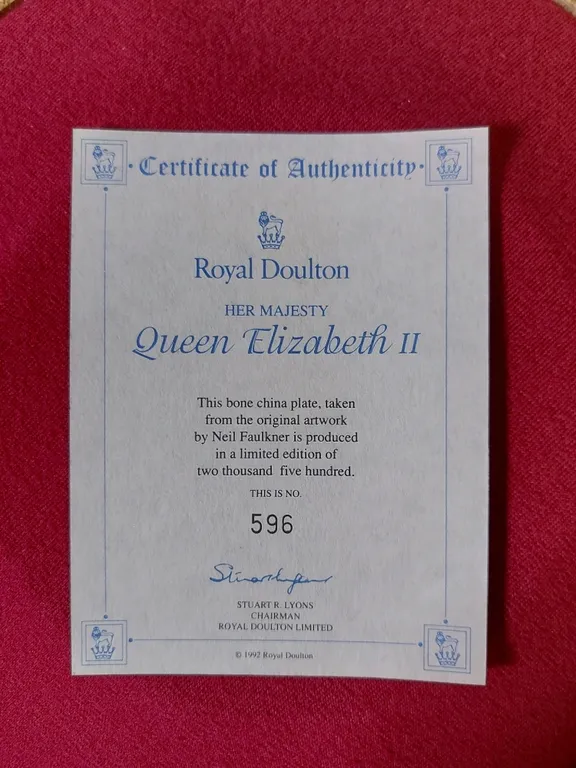 Certificate of Authenticity
Royal Doulton
HER MAJESTY
Queen Elizabeth II
This bone china plate, taken
from the original artwork
by Neil Faulkner is produced
in a limited edition of
two thousand five hundred.
THIS IS NO.
596
STUART R. LYONS
CHAIRMAN
ROYAL DOULTON LIMITED
© 1992 Royal Doulton